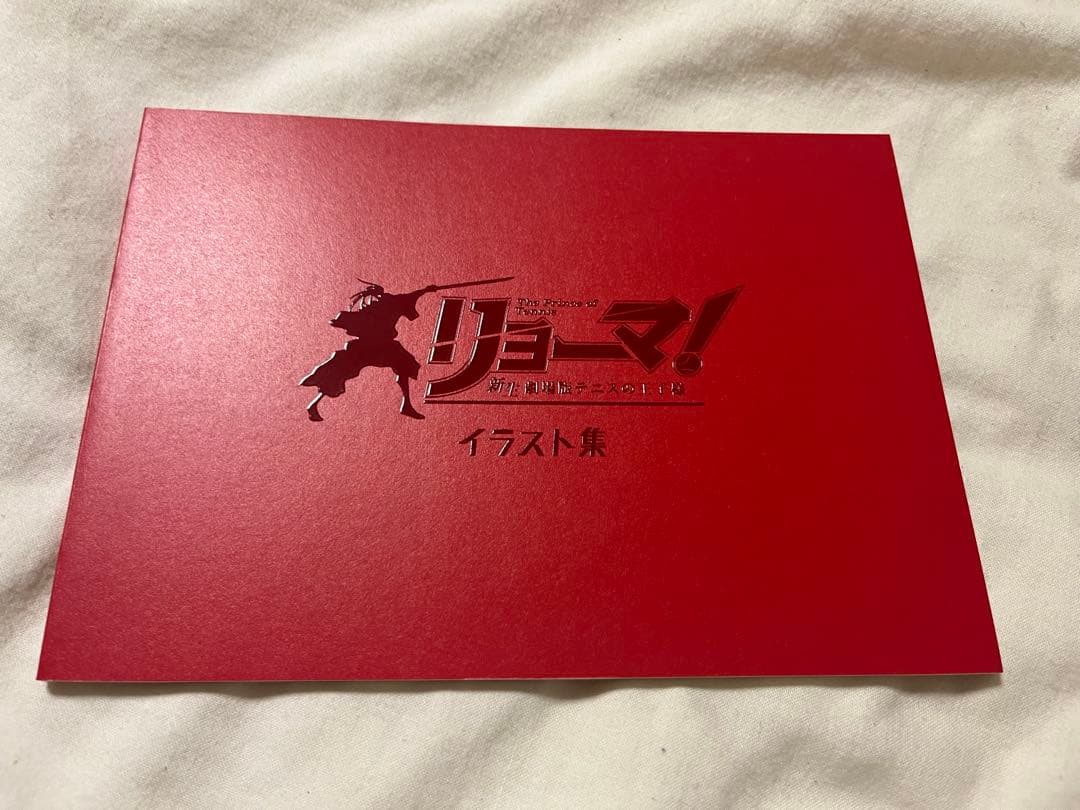 The Prince of
Tennis
リョーマ!
新生劇場版テニスの王子様
イラスト集